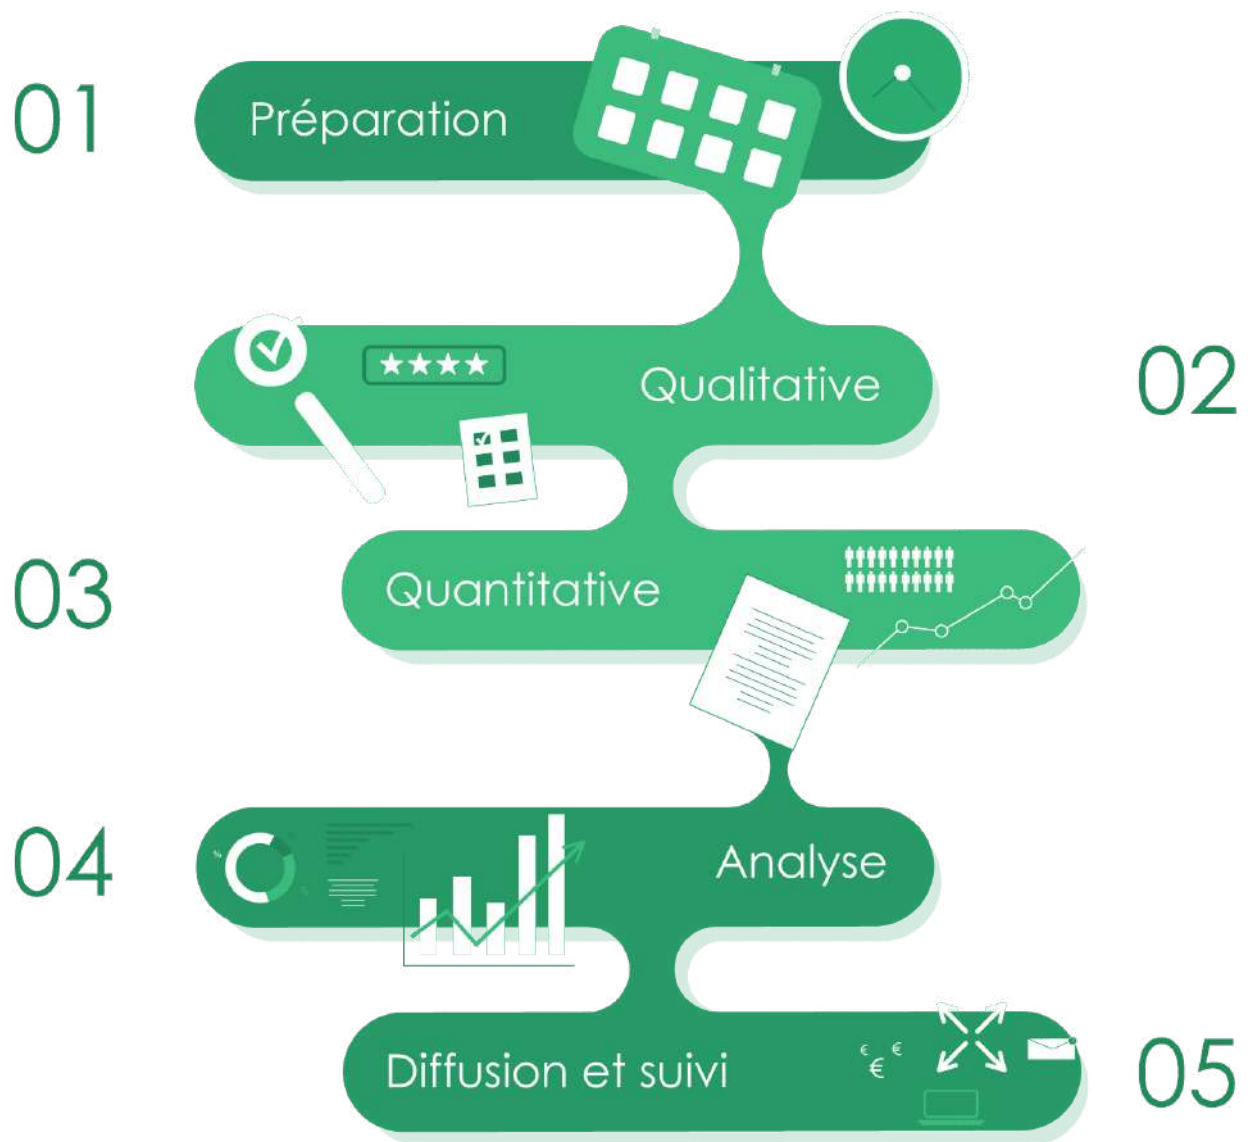 01
Préparation
Qualitative
02
03
Quantitative
04
Analyse
Diffusion et suivi
€ € €
05